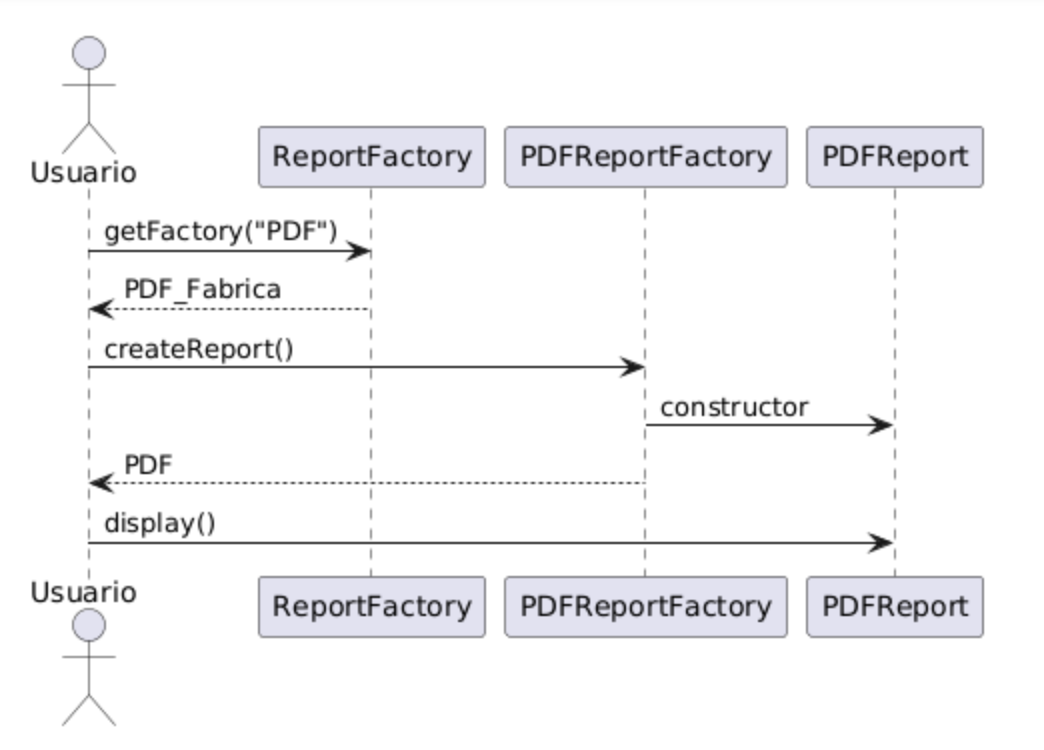 Usuario
ReportFactory
PDFReportFactory
PDFReport
getFactory("PDF")
PDF_Fabrica
createReport()
constructor
PDF
display()
Usuario
ReportFactory
PDFReportFactory
PDFReport